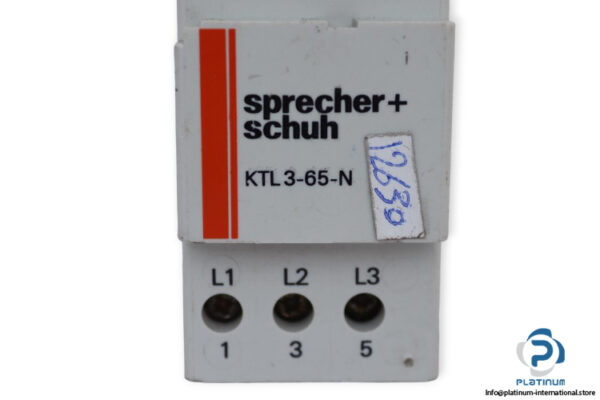 sprecher+
schuh
KTL 3-65-N
12630
L1 L2 L3
1 3 5
PLATINUM
info@platinum-international.store